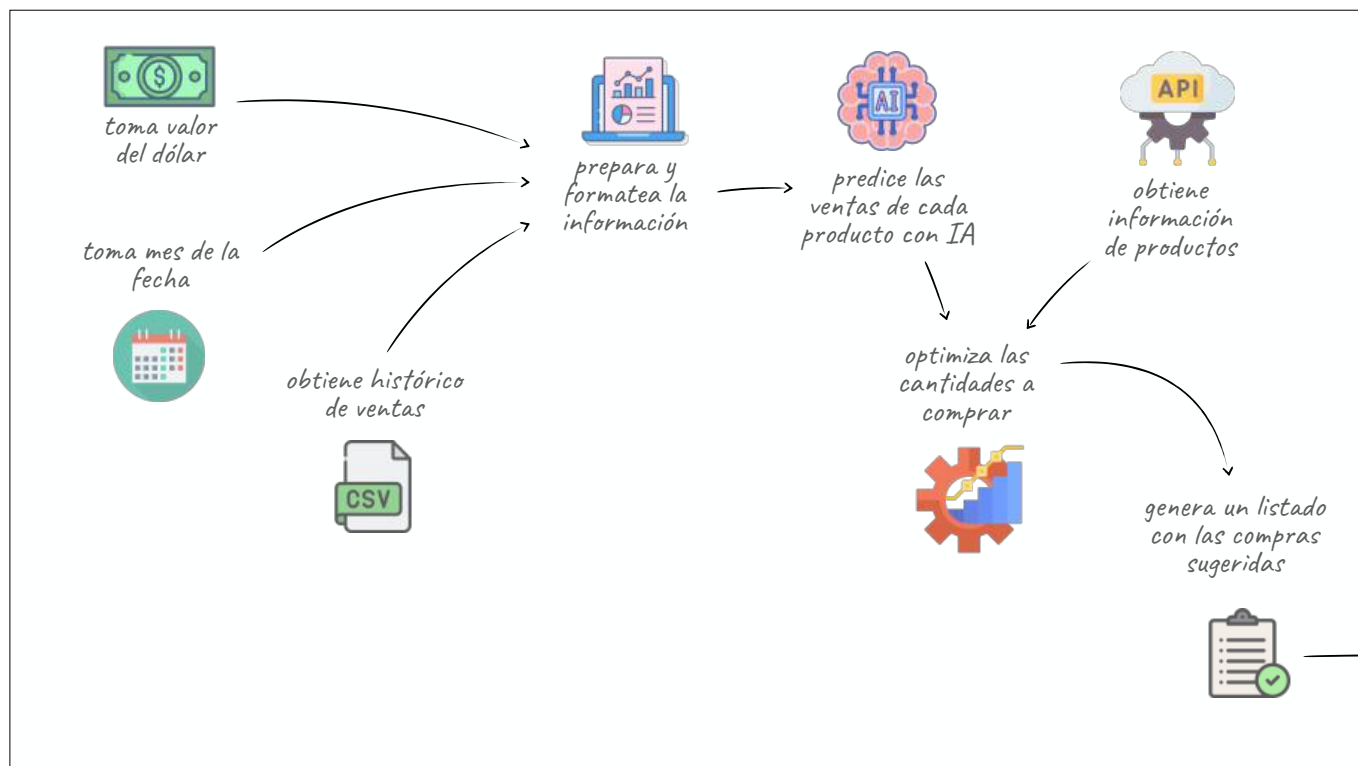 $
toma valor
del dólar
prepara y
formatea la
información
AI
predice las
ventas de cada
producto con IA
API
obtiene
información
de productos
toma mes de la
fecha
obtiene histórico
de ventas
CSV
optimiza las
cantidades a
comprar
genera un listado
con las compras
sugeridas